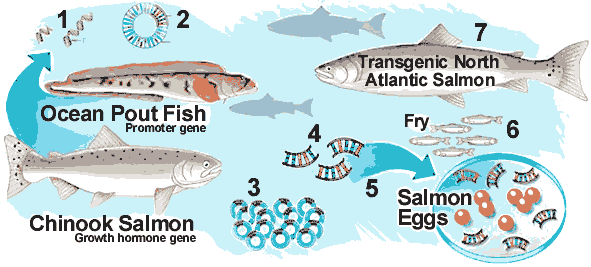 1
2
Ocean Pout Fish
Promoter gene
Chinook Salmon
Growth hormone gene
3
4
5
Salmon
Eggs
Fry
6
7
Transgenic North
Atlantic Salmon